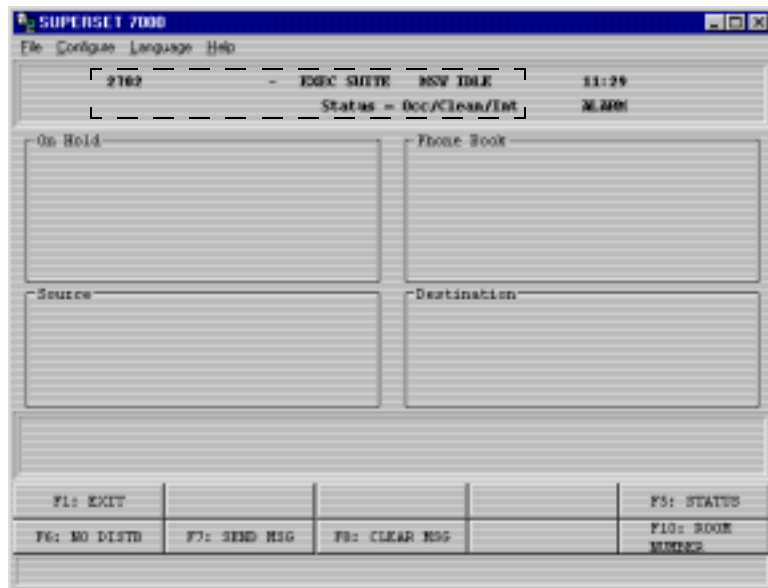 SUPERSET 7000
File Configure Language Help
2702 - EXEC SUITE MSW IDLE 11:29
Status = Occ/Clean/Int ALARM
On Hold Phone Book
Source Destination
F1: EXIT F5: STATUS
F6: NO DISTB F7: SEND MSG F8: CLEAR MSG F10: ROOM
NUMBER